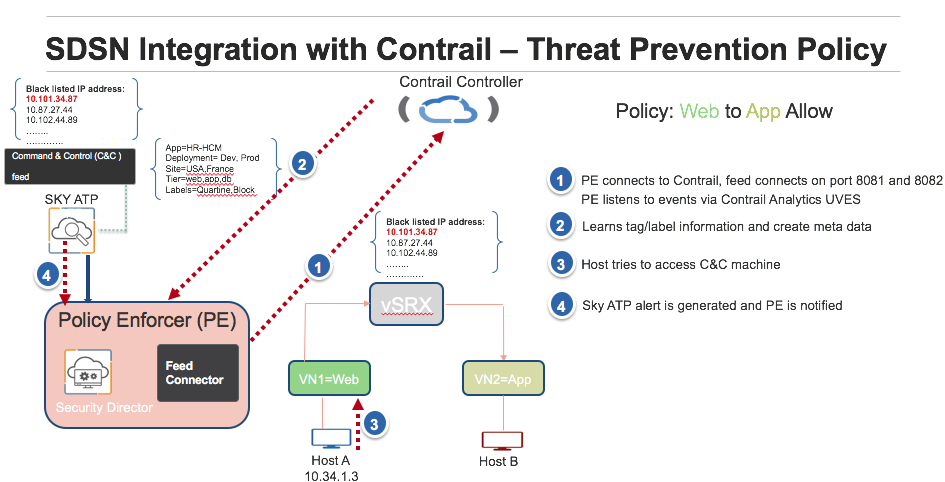 SDSN Integration with Contrail – Threat Prevention Policy
Contrail Controller
Black listed IP address:
10.101.34.87
10.87.27.44
10.102.44.89
........
.............
Command & Control (C&C )
feed
App=HR-HCM
Deployment= Dev, Prod
Site=USA,France
Tier=web,app,db
Labels=Quartine,Block
SKY ATP
2
4
1
Policy Enforcer (PE)
Security Director
Feed
Connector
Black listed IP address:
10.101.34.87
10.87.27.44
10.102.44.89
........
.............
vSRX
VN1=Web
VN2=App
3
Host A
10.34.1.3
Host B
Policy: Web to App Allow
1 PE connects to Contrail, feed connects on port 8081 and 8082
PE listens to events via Contrail Analytics UVES
2 Learns tag/label information and create meta data
3 Host tries to access C&C machine
4 Sky ATP alert is generated and PE is notified